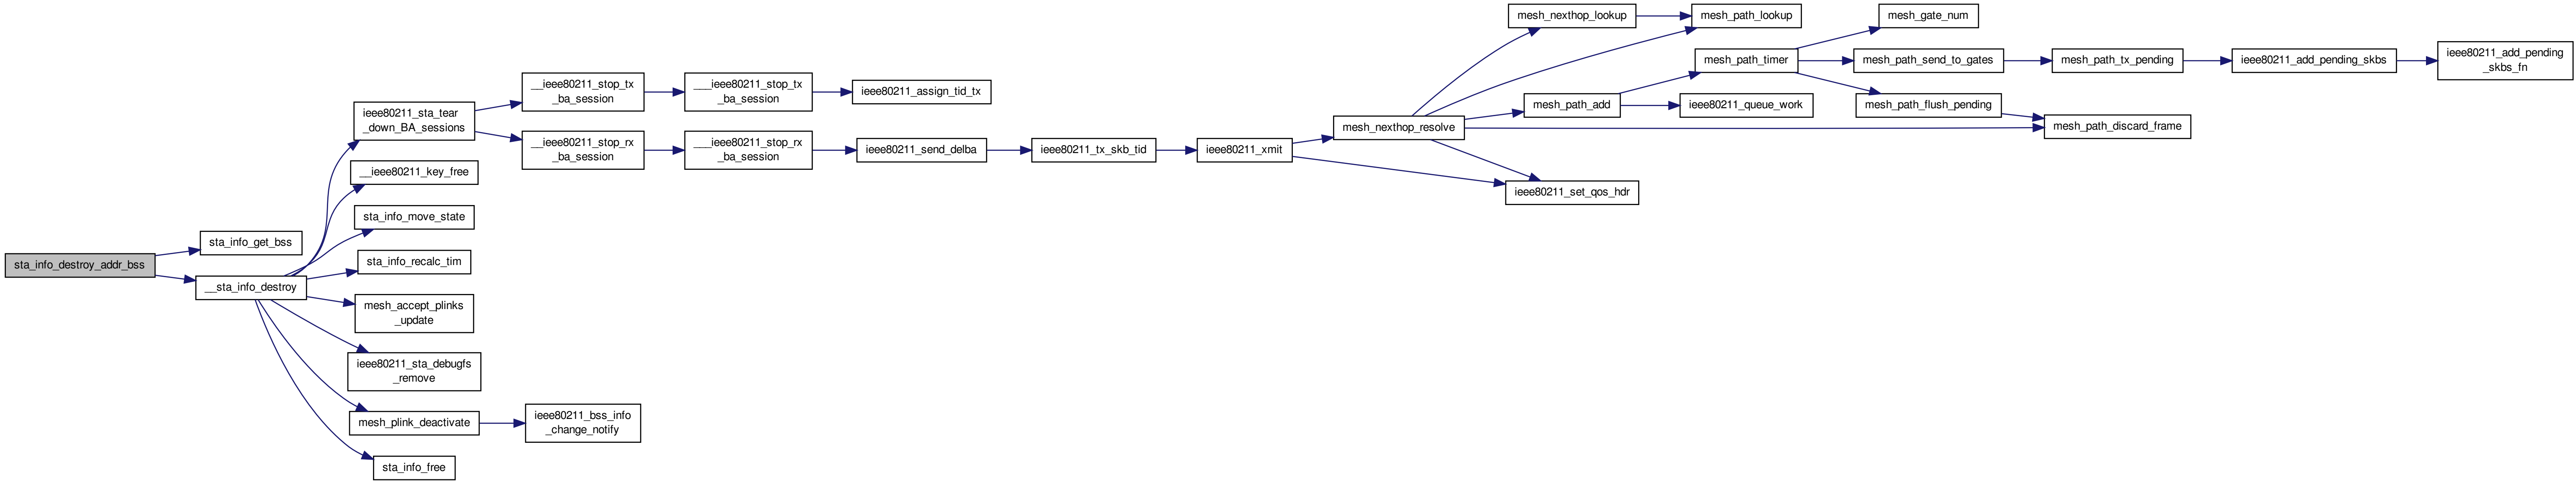 sta_info_destroy_addr_bss
sta_info_get_bss
__sta_info_destroy
ieee80211_sta_tear
_down_BA_sessions
__ieee80211_key_free
sta_info_move_state
sta_info_recalc_tim
mesh_accept_plinks
_update
ieee80211_sta_debugfs
_remove
mesh_plink_deactivate
sta_info_free
__ieee80211_stop_tx
_ba_session
__ieee80211_stop_rx
_ba_session
ieee80211_bss_info
_change_notify
___ieee80211_stop_tx
_ba_session
___ieee80211_stop_rx
_ba_session
ieee80211_assign_tid_tx
ieee80211_send_delba
ieee80211_tx_skb_tid
ieee80211_xmit
mesh_nexthop_resolve
mesh_nexthop_lookup
mesh_path_add
ieee80211_set_qos_hdr
mesh_path_lookup
mesh_path_timer
ieee80211_queue_work
mesh_gate_num
mesh_path_send_to_gates
mesh_path_flush_pending
mesh_path_tx_pending
mesh_path_discard_frame
ieee80211_add_pending_skbs
ieee80211_add_pending
_skbs_fn